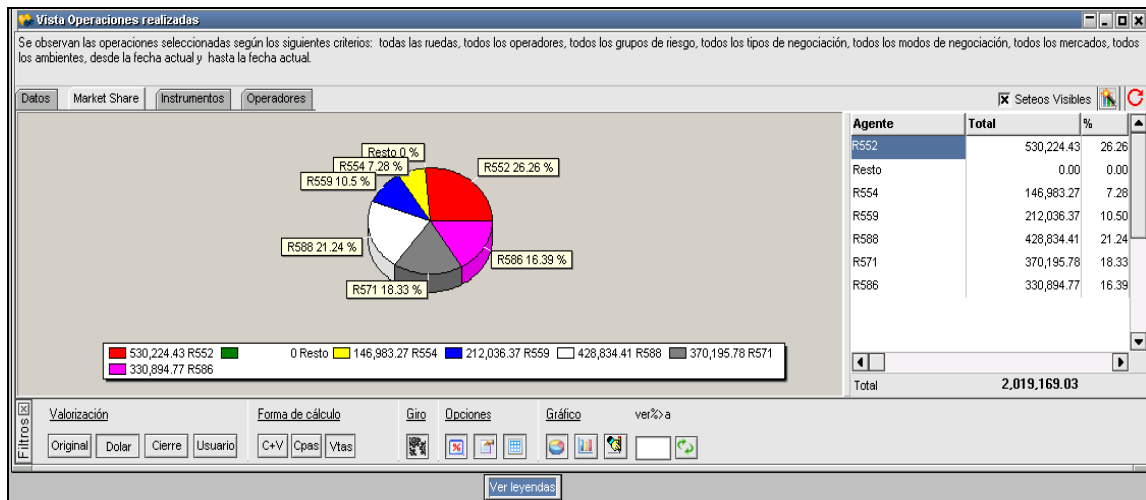 Vista Operaciones realizadas
Se observan las operaciones seleccionadas según los siguientes criterios: todas las ruedas, todos los operadores, todos los grupos de riesgo, todos los tipos de negociación, todos los modos de negociación, todos los mercados, todos
los ambientes, desde la fecha actual y hasta la fecha actual.
Datos Market Share Instrumentos Operadores Seteos Visibles
Resto 0 %
R554 7.28 %
R552 26.26 %
R559 10.5 %
R588 21.24 %
R586 16.39 %
R571 18.33 %
530,224.43 R552 0 Resto 146,983.27 R554 212,036.37 R559 428,834.41 R588 370,195.78 R571
330,894.77 R586
Agente Total %
R552 530,224.43 26.26
Resto 0.00 0.00
R554 146,983.27 7.28
R559 212,036.37 10.50
R588 428,834.41 21.24
R571 370,195.78 18.33
R586 330,894.77 16.39
Total 2,019,169.03
Filtros
Valorización Forma de cálculo Giro Opciones Gráfico ver%>a
Original Dolar Cierre Usuario C+V Cpas Vtas
Ver leyendas